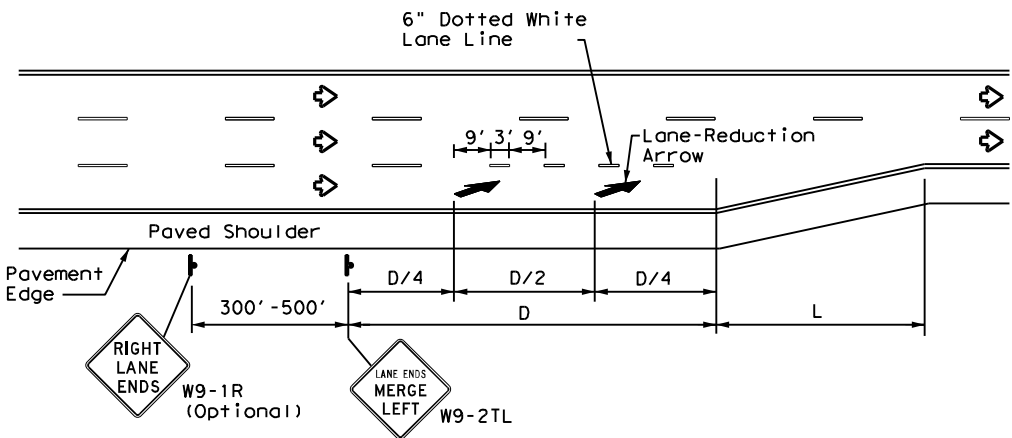 6" Dotted White
Lane Line
9' 3' 9'
Lane-Reduction
Arrow
Paved Shoulder
Pavement
Edge
D/4 D/2 D/4
300'-500' D L
RIGHT
LANE
ENDS
W9-1R
(Optional)
LANE ENDS
MERGE
LEFT
W9-2TL